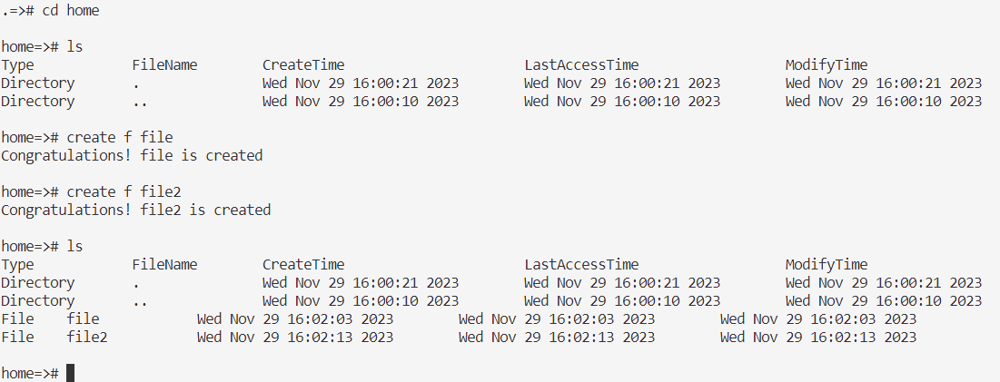 .=># cd home
home=># ls
Type FileName CreateTime LastAccessTime ModifyTime
Directory . Wed Nov 29 16:00:21 2023 Wed Nov 29 16:00:21 2023 Wed Nov 29 16:00:21 2023
Directory .. Wed Nov 29 16:00:10 2023 Wed Nov 29 16:00:10 2023 Wed Nov 29 16:00:10 2023
home=># create f file
Congratulations! file is created
home=># create f file2
Congratulations! file2 is created
home=># ls
Type FileName CreateTime LastAccessTime ModifyTime
Directory . Wed Nov 29 16:00:21 2023 Wed Nov 29 16:00:21 2023 Wed Nov 29 16:00:21 2023
Directory .. Wed Nov 29 16:00:10 2023 Wed Nov 29 16:00:10 2023 Wed Nov 29 16:00:10 2023
File file Wed Nov 29 16:02:03 2023 Wed Nov 29 16:02:03 2023 Wed Nov 29 16:02:03 2023
File file2 Wed Nov 29 16:02:13 2023 Wed Nov 29 16:02:13 2023 Wed Nov 29 16:02:13 2023
home=>#